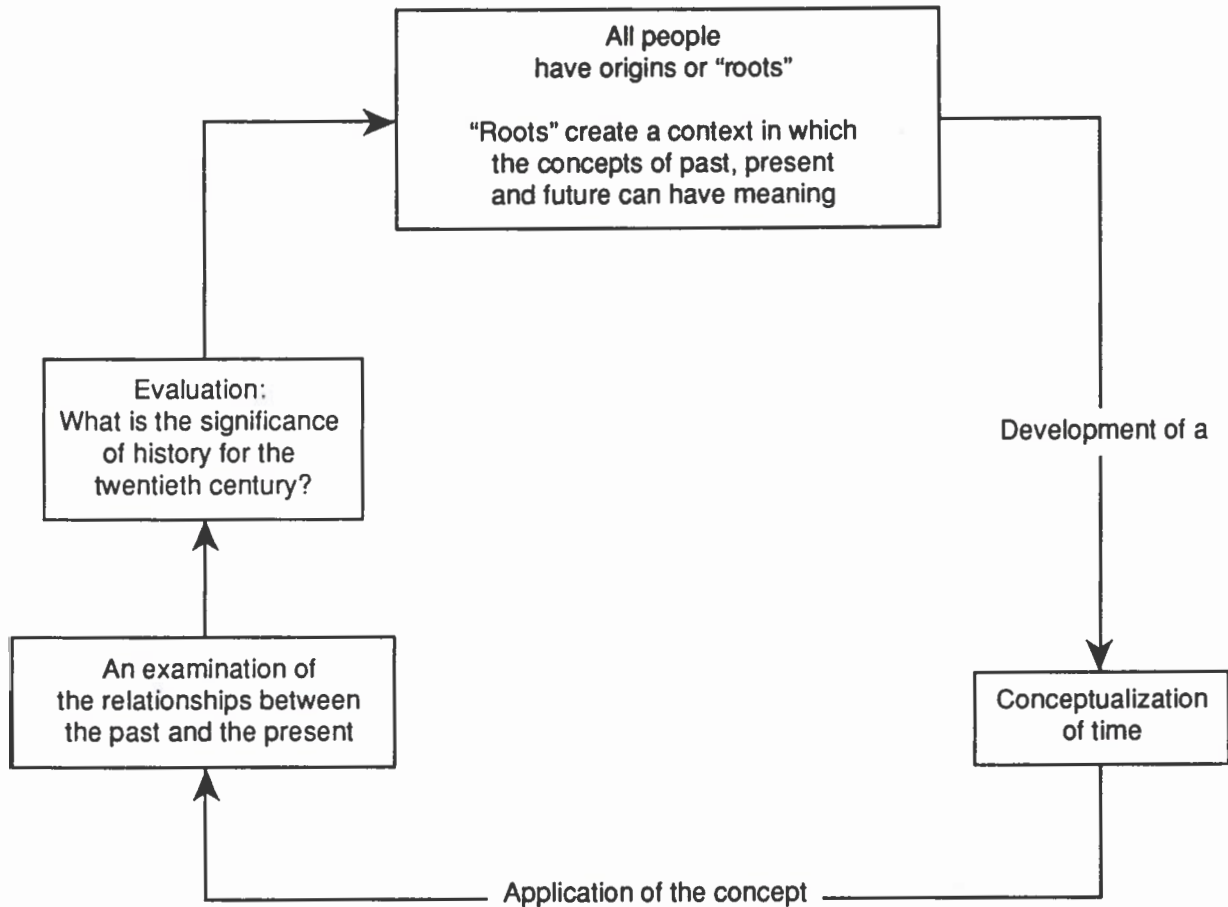 All people
have origins or “roots”
“Roots” create a context in which
the concepts of past, present
and future can have meaning
Development of a
Conceptualization
of time
Application of the concept
An examination of
the relationships between
the past and the present
Evaluation:
What is the significance
of history for the
twentieth century?